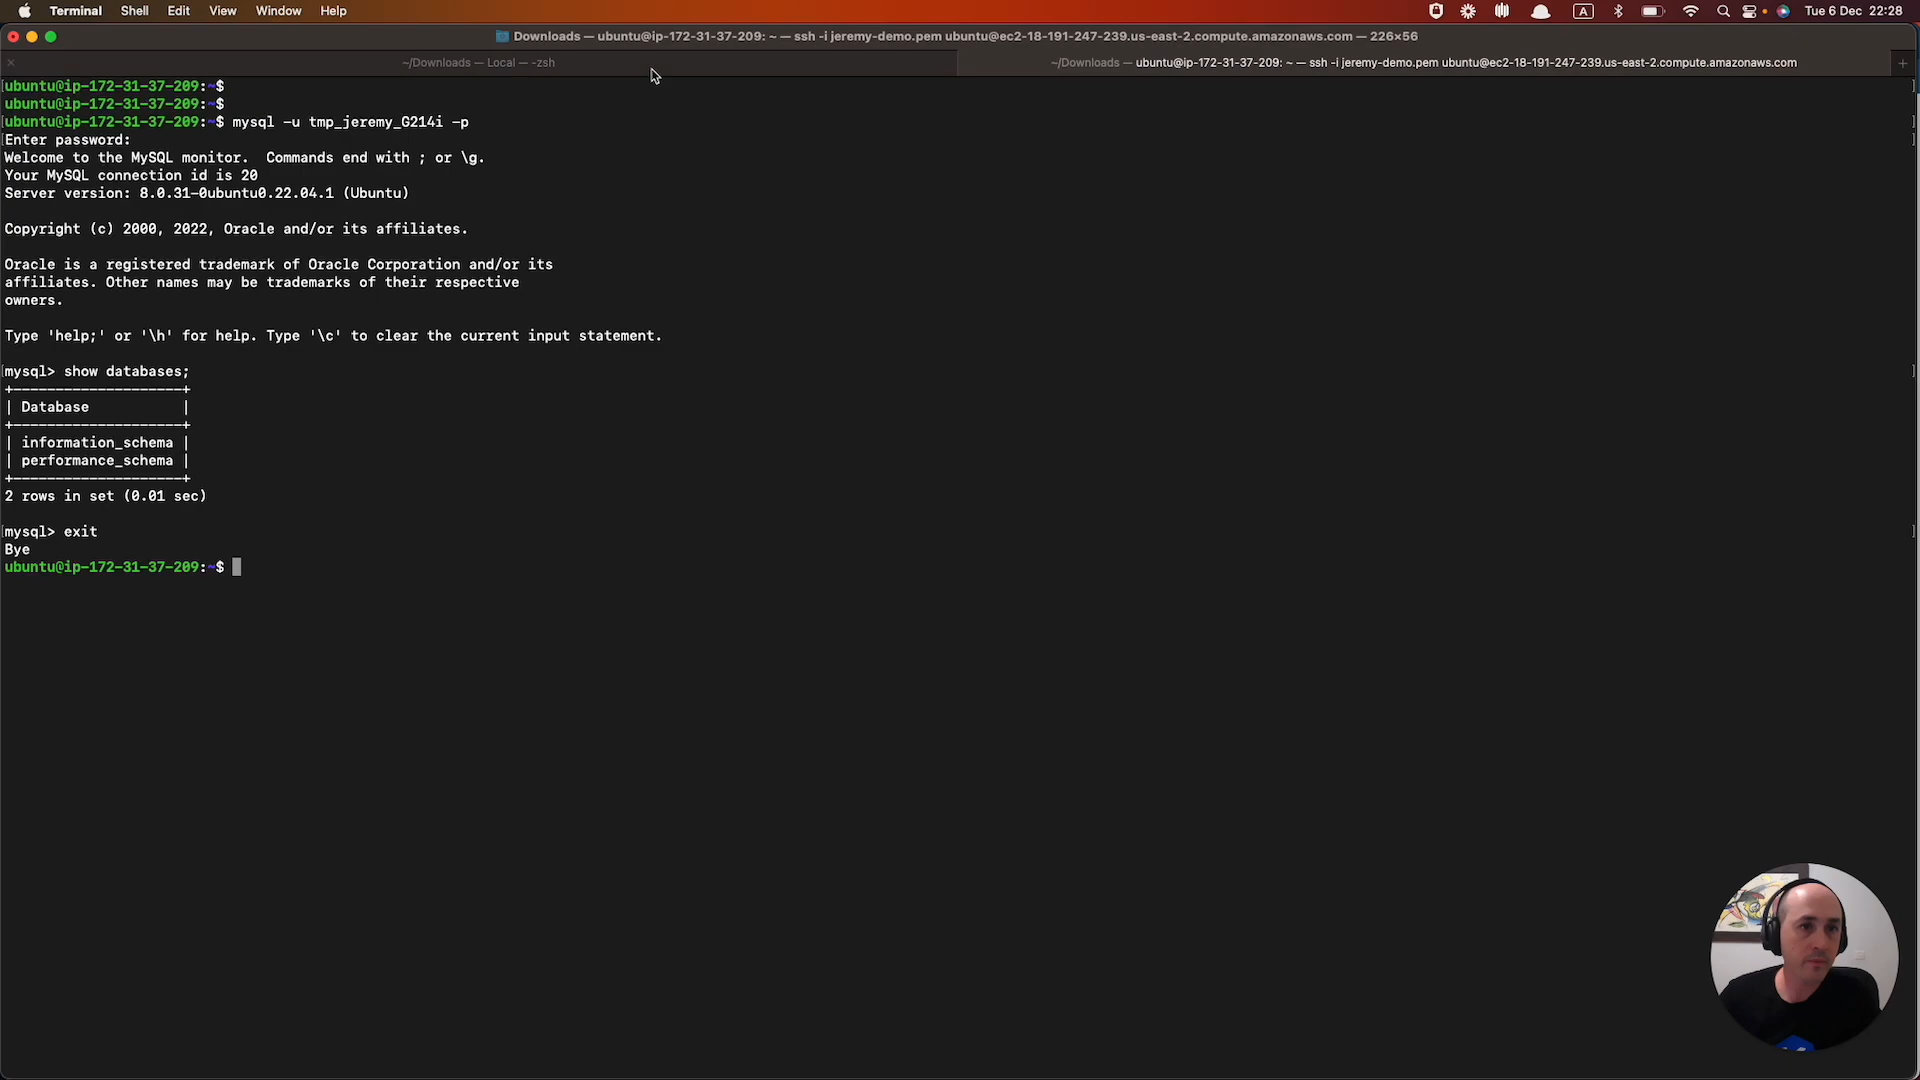 Terminal Shell Edit View Window Help A Tue 6 Dec 22:28
Downloads — ubuntu@ip-172-31-37-209: ~ — ssh -i jeremy-demo.pem ubuntu@ec2-18-191-247-239.us-east-2.compute.amazonaws.com — 226×56
~/Downloads — Local — -zsh
~/Downloads — ubuntu@ip-172-31-37-209: ~ — ssh -i jeremy-demo.pem ubuntu@ec2-18-191-247-239.us-east-2.compute.amazonaws.com
ubuntu@ip-172-31-37-209:~$
ubuntu@ip-172-31-37-209:~$
ubuntu@ip-172-31-37-209:~$ mysql -u tmp_jeremy_G214i -p
Enter password:
Welcome to the MySQL monitor.  Commands end with ; or \g.
Your MySQL connection id is 20
Server version: 8.0.31-0ubuntu0.22.04.1 (Ubuntu)
Copyright (c) 2000, 2022, Oracle and/or its affiliates.
Oracle is a registered trademark of Oracle Corporation and/or its
affiliates. Other names may be trademarks of their respective
owners.
Type 'help;' or '\h' for help. Type '\c' to clear the current input statement.
mysql> show databases;
+--------------------+
| Database           |
+--------------------+
| information_schema |
| performance_schema |
+--------------------+
2 rows in set (0.01 sec)
mysql> exit
Bye
ubuntu@ip-172-31-37-209:~$